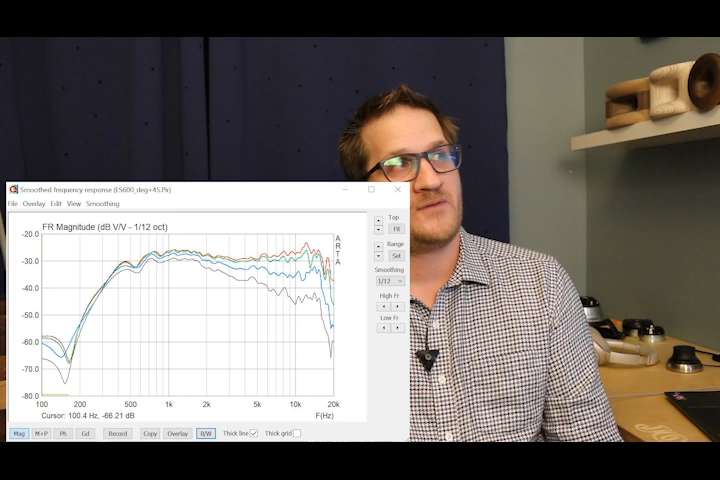 Smoothed frequency response (ES600_deg+45.Pir)
File Overlay Edit View Smoothing
FR Magnitude (dB V/V - 1/12 oct)
-20.0
-30.0
-40.0
-50.0
-60.0
-70.0
-80.0
100 200 500 1k 2k 5k 10k 20k
Cursor: 100.4 Hz, -66.21 dB
F(Hz)
A
R
T
A
Top
Fit
Range
Set
Smoothing
1/12
High Fr
Low Fr
Mag M+P Ph Gd Record Copy Overlay B/W Thick line Thick grid